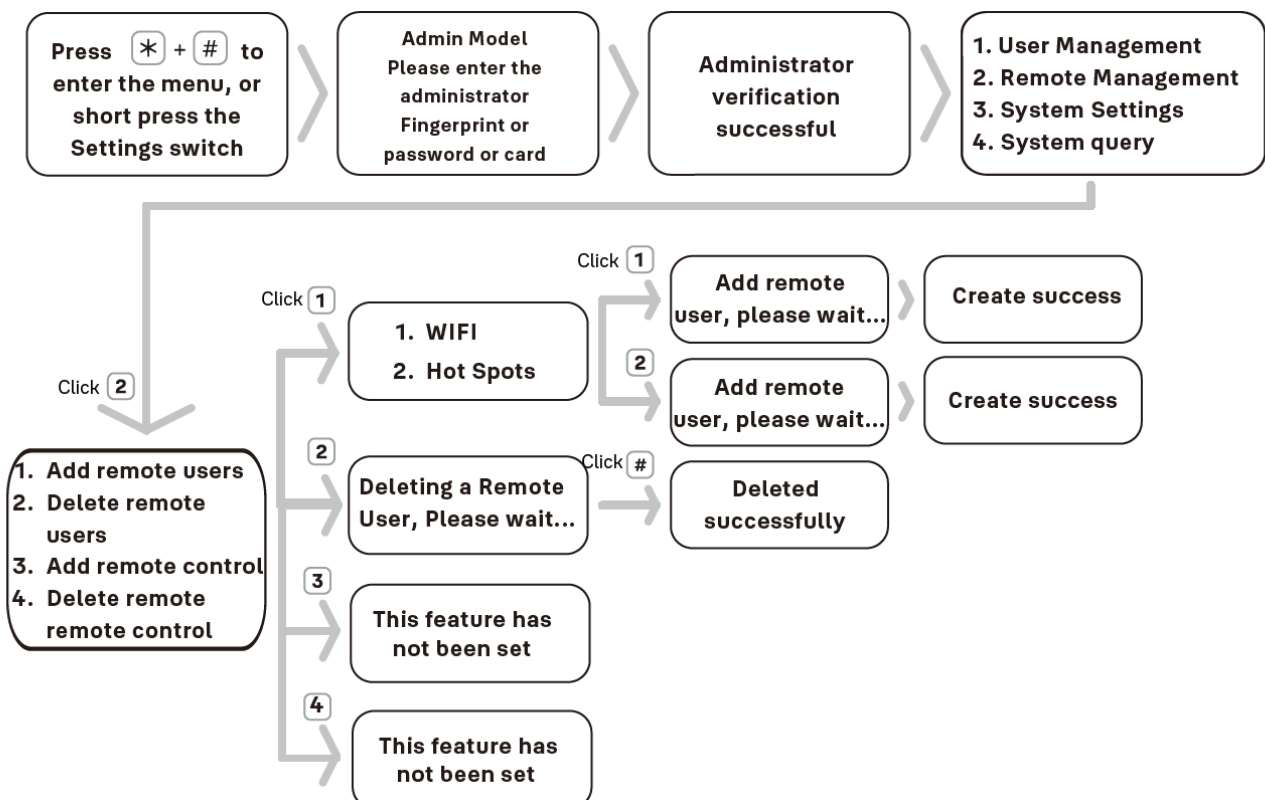 Press * + # to
enter the menu, or
short press the
Settings switch
Admin Model
Please enter the
administrator
Fingerprint or
password or card
Administrator
verification
successful
1. User Management
2. Remote Management
3. System Settings
4. System query
Click 2
1. Add remote users
2. Delete remote
users
3. Add remote control
4. Delete remote
remote control
Click 1
1. WIFI
2. Hot Spots
Click 1
Add remote
user, please wait...
Create success
2
Add remote
user, please wait...
Create success
2
Deleting a Remote
User, Please wait...
Click #
Deleted
successfully
3
This feature has
not been set
4
This feature has
not been set